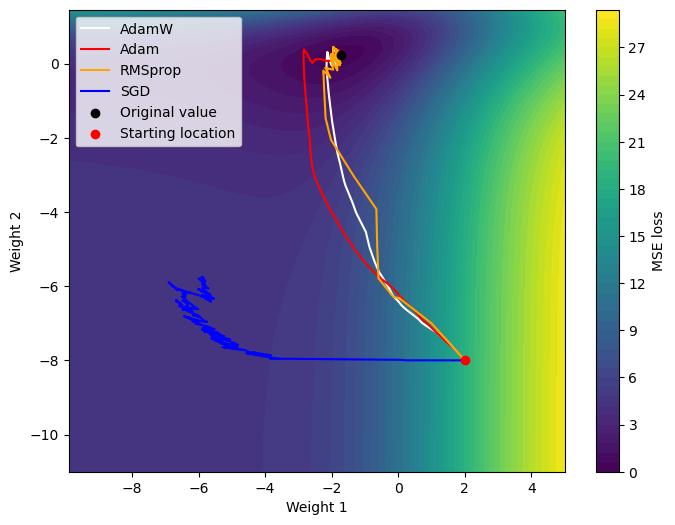 AdamW
Adam
RMSprop
SGD
Original value
Starting location
0
−2
−4
−6
−8
−10
Weight 2
−8
−6
−4
−2
0
2
4
Weight 1
27
24
21
18
15
12
9
6
3
0
MSE loss